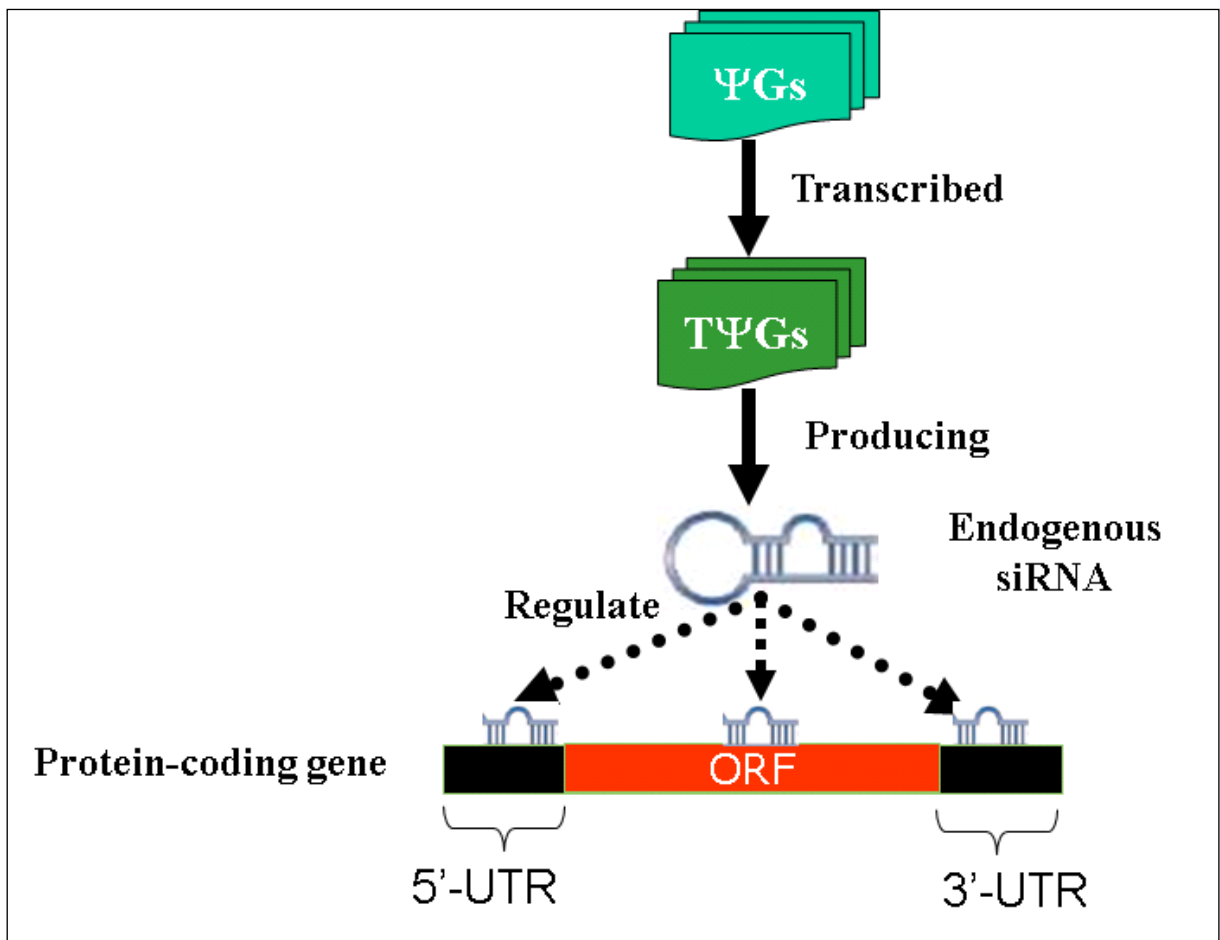 ΨGs
Transcribed
TΨGs
Producing
Endogenous
siRNA
Regulate
Protein-coding gene
ORF
5’-UTR
3’-UTR